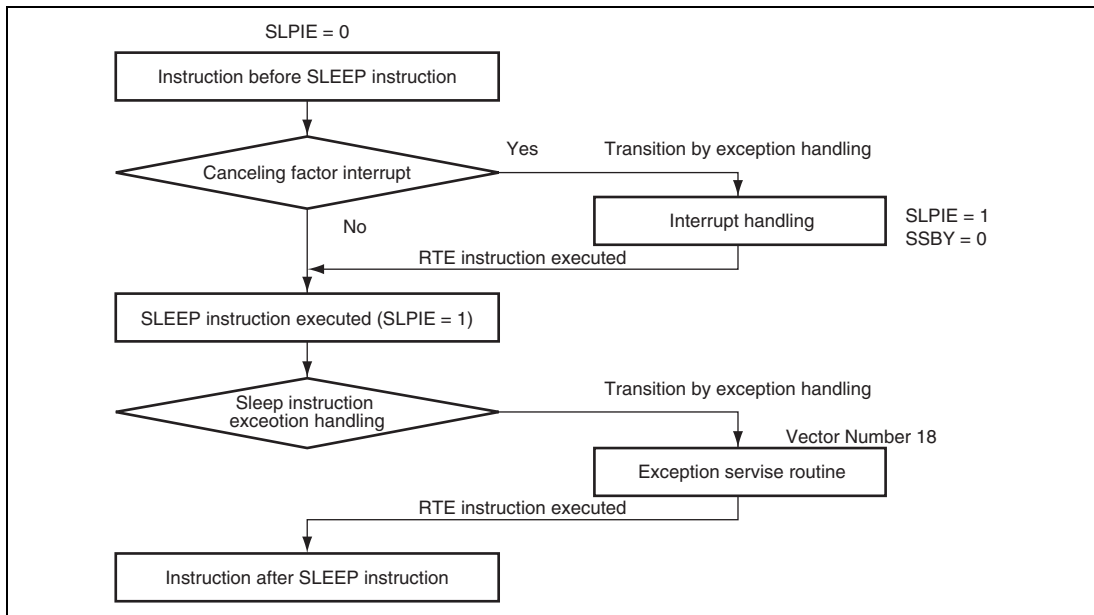 SLPIE = 0
Instruction before SLEEP instruction
Yes
Transition by exception handling
Canceling factor interrupt
Interrupt handling
SLPIE = 1
SSBY = 0
No
RTE instruction executed
SLEEP instruction executed (SLPIE = 1)
Transition by exception handling
Sleep instruction
exceotion handling
Vector Number 18
Exception servise routine
RTE instruction executed
Instruction after SLEEP instruction